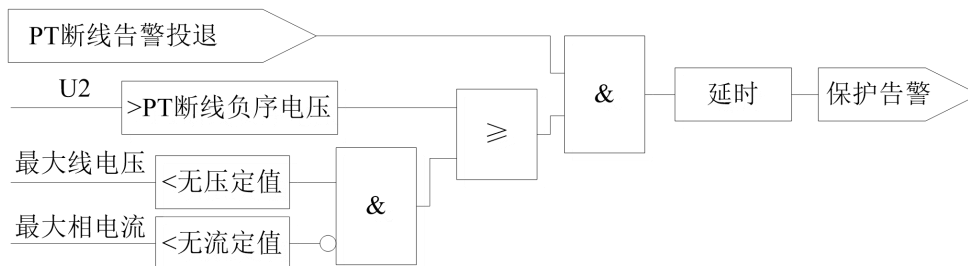 PT断线告警投退
U2
>PT断线负序电压
≥
&
延时
保护告警
最大线电压
<无压定值
&
最大相电流
<无流定值